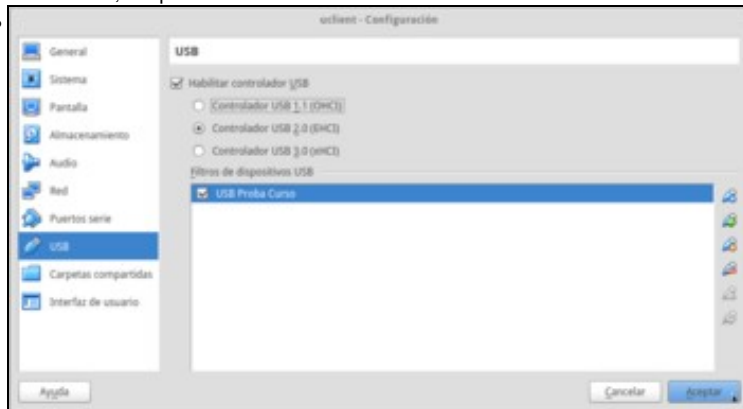 uclient - Configuración
General
Sistema
Pantalla
Almacenamiento
Audio
Red
Puertos serie
USB
Carpetas compartidas
Interfaz de usuario
USB
Habilitar controlador USB
Controlador USB 1.1 (OHCI)
Controlador USB 2.0 (EHCI)
Controlador USB 3.0 (xHCI)
Filtros de dispositivos USB
USB Proba Curso
Ayuda
Cancelar
Aceptar